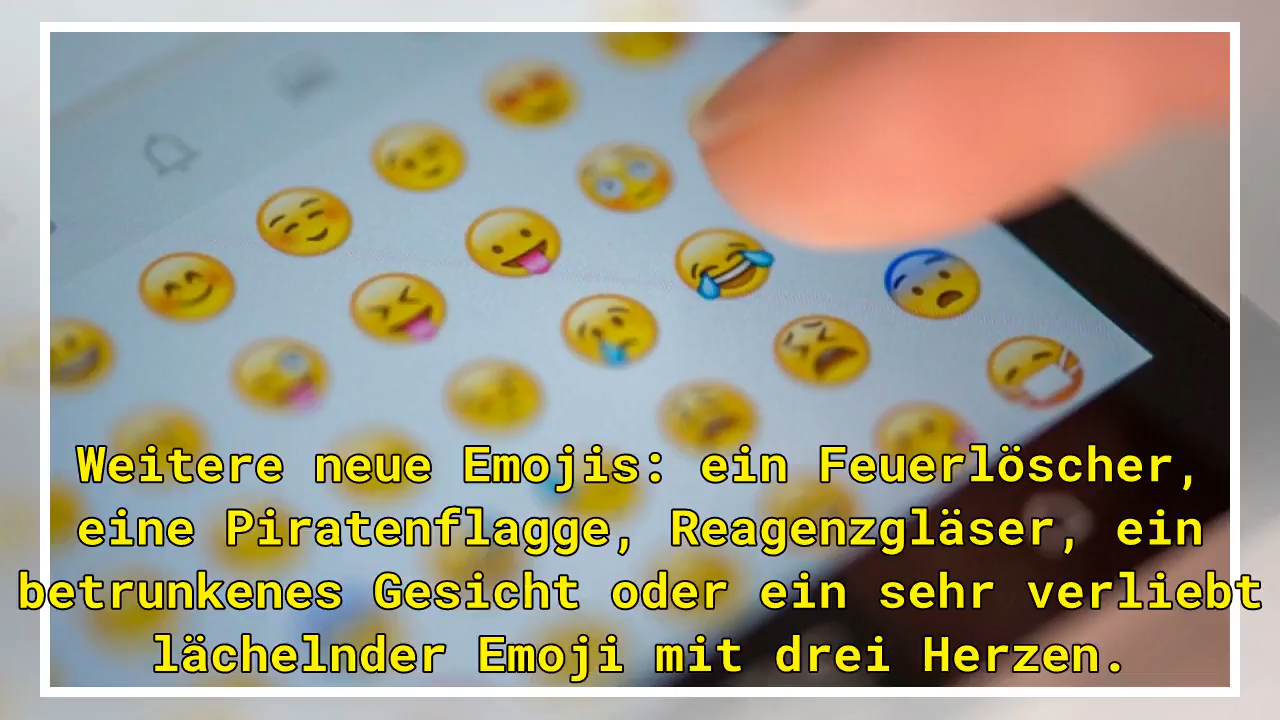 Weitere neue Emojis: ein Feuerlöscher,
eine Piratenflagge, Reagenzgläser, ein
betrunkenes Gesicht oder ein sehr verliebt
lächelnder Emoji mit drei Herzen.